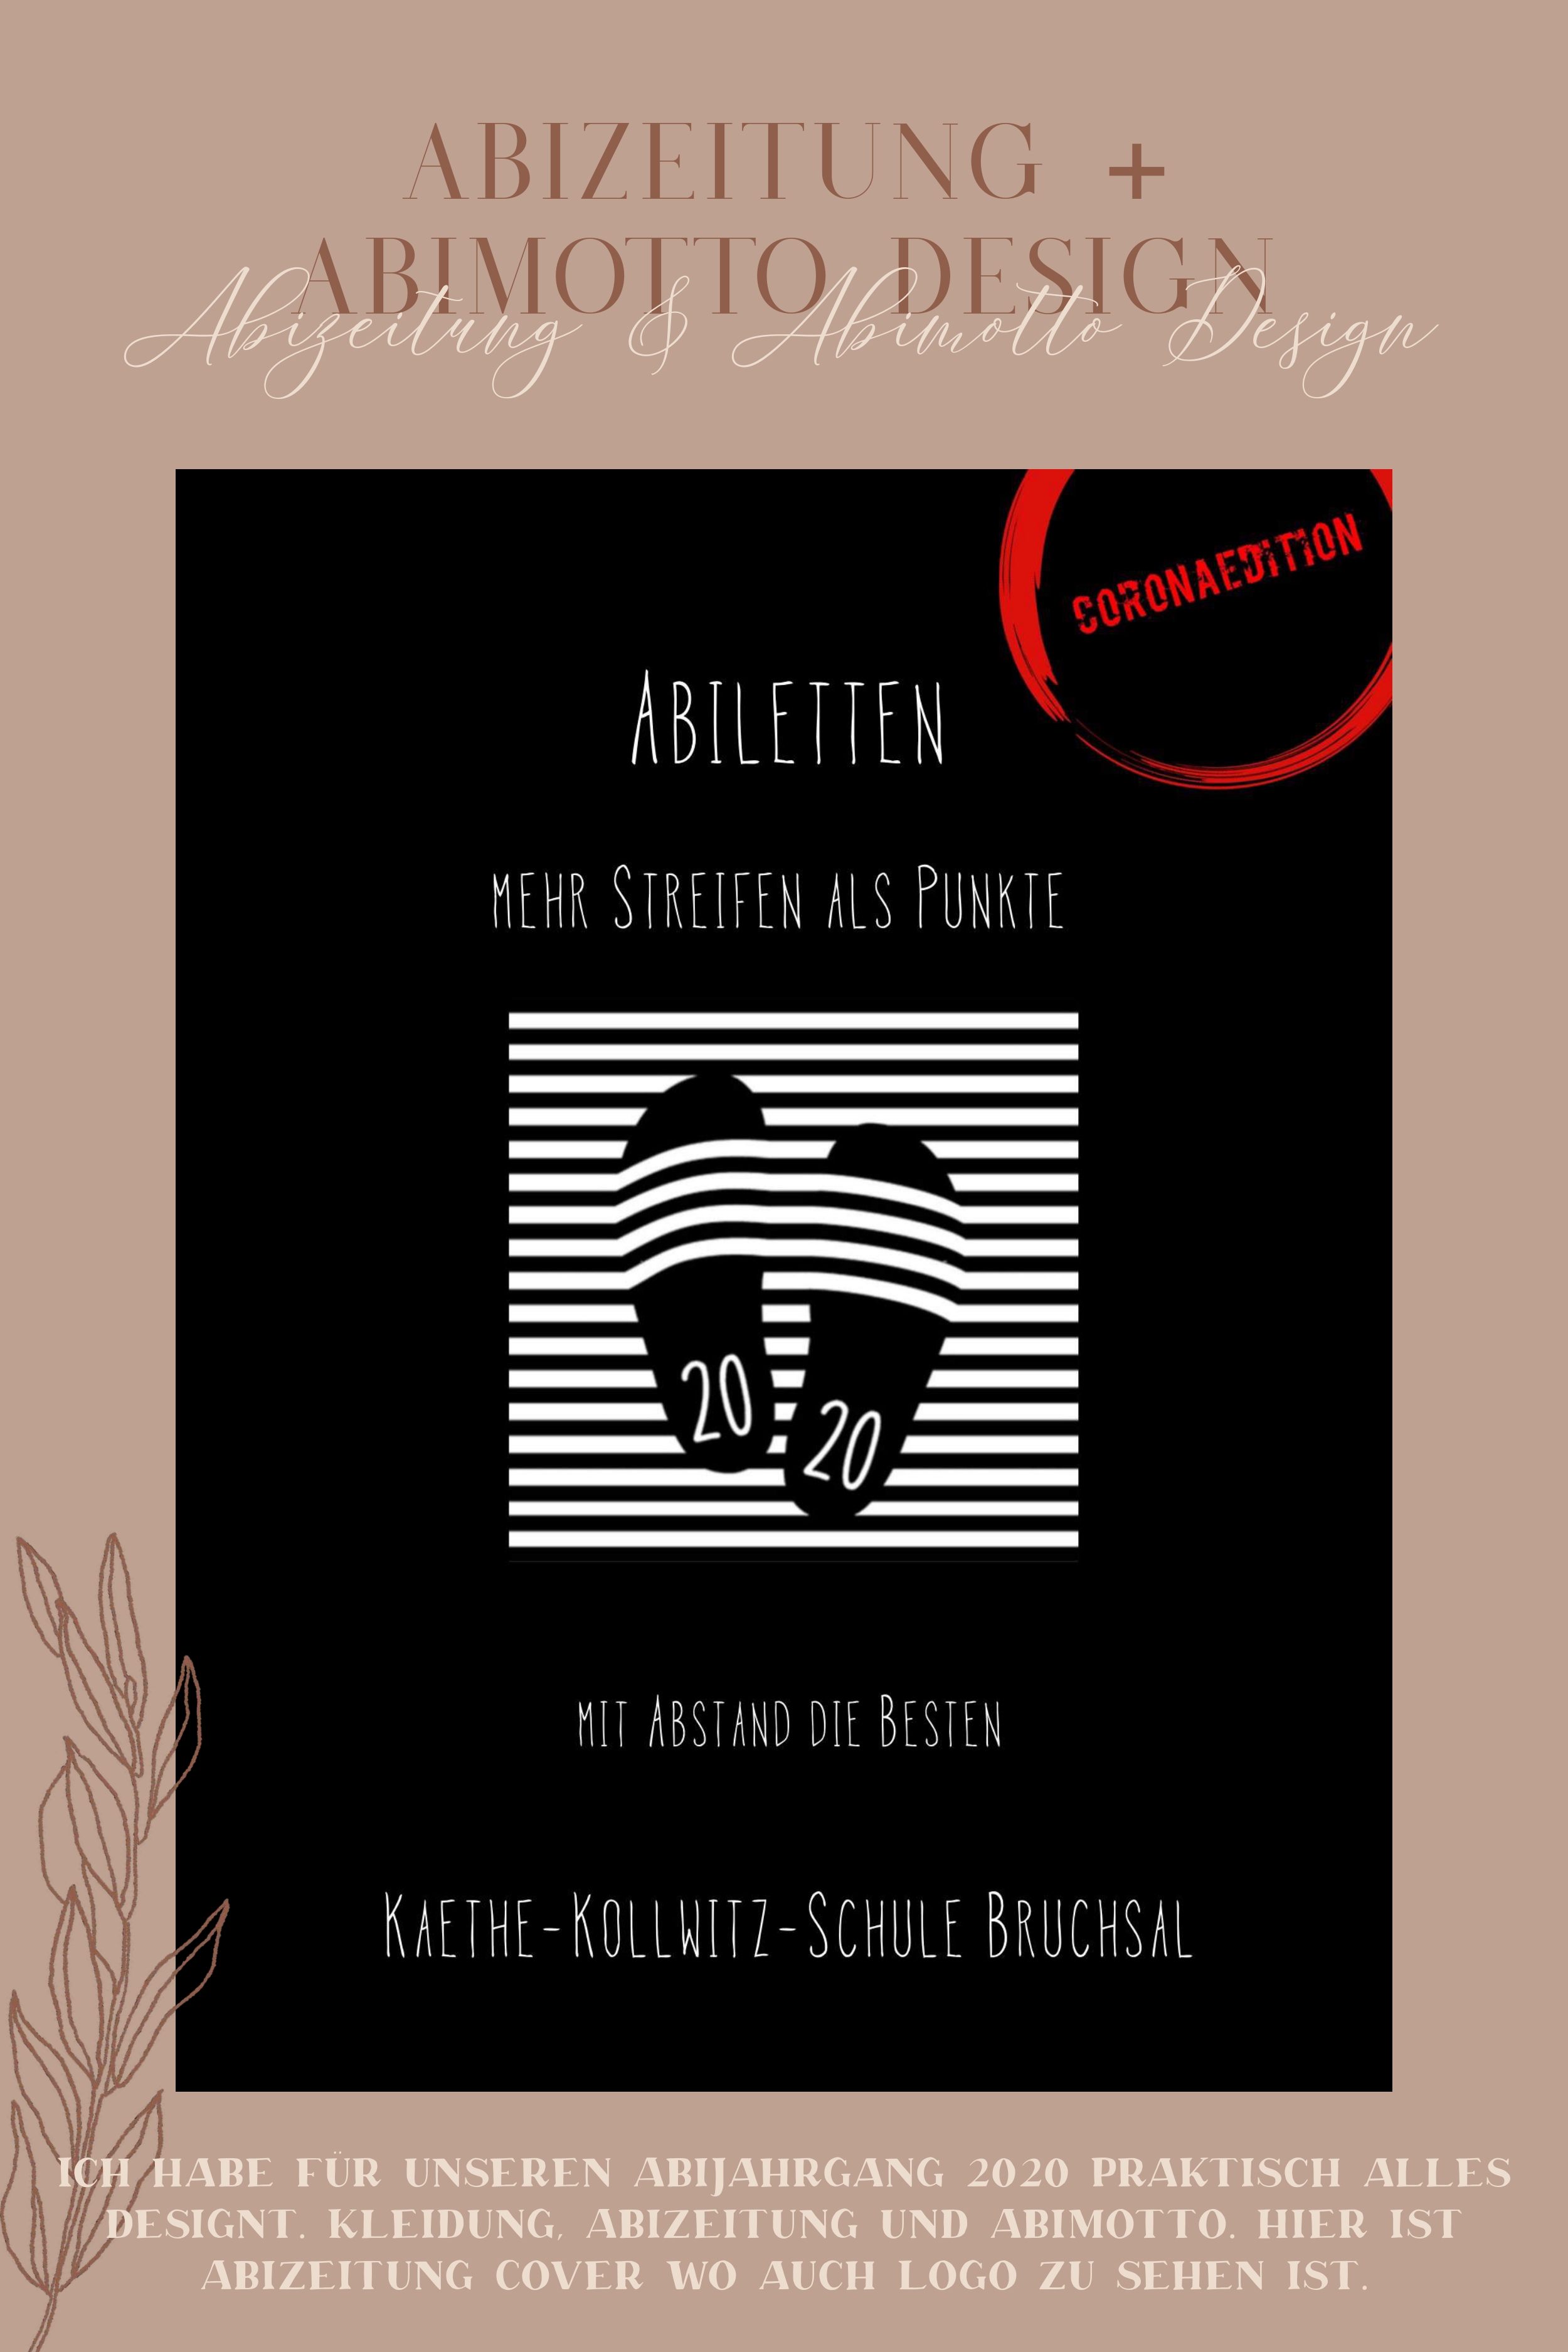 ABIZEITUNG +
ABIMOTTO DESIGN
Abizeitung & Abimotto Design
CORONAEDITION
ABILETTEN
MEHR STREIFEN ALS PUNKTE
20
20
MIT ABSTAND DIE BESTEN
KAETHE-KOLLWITZ-SCHULE BRUCHSAL
ICH HABE FÜR UNSEREN ABIJAHRGANG 2020 PRAKTISCH ALLES
DESIGNT. KLEIDUNG, ABIZEITUNG UND ABIMOTTO. HIER IST
ABIZEITUNG COVER WO AUCH LOGO ZU SEHEN IST.